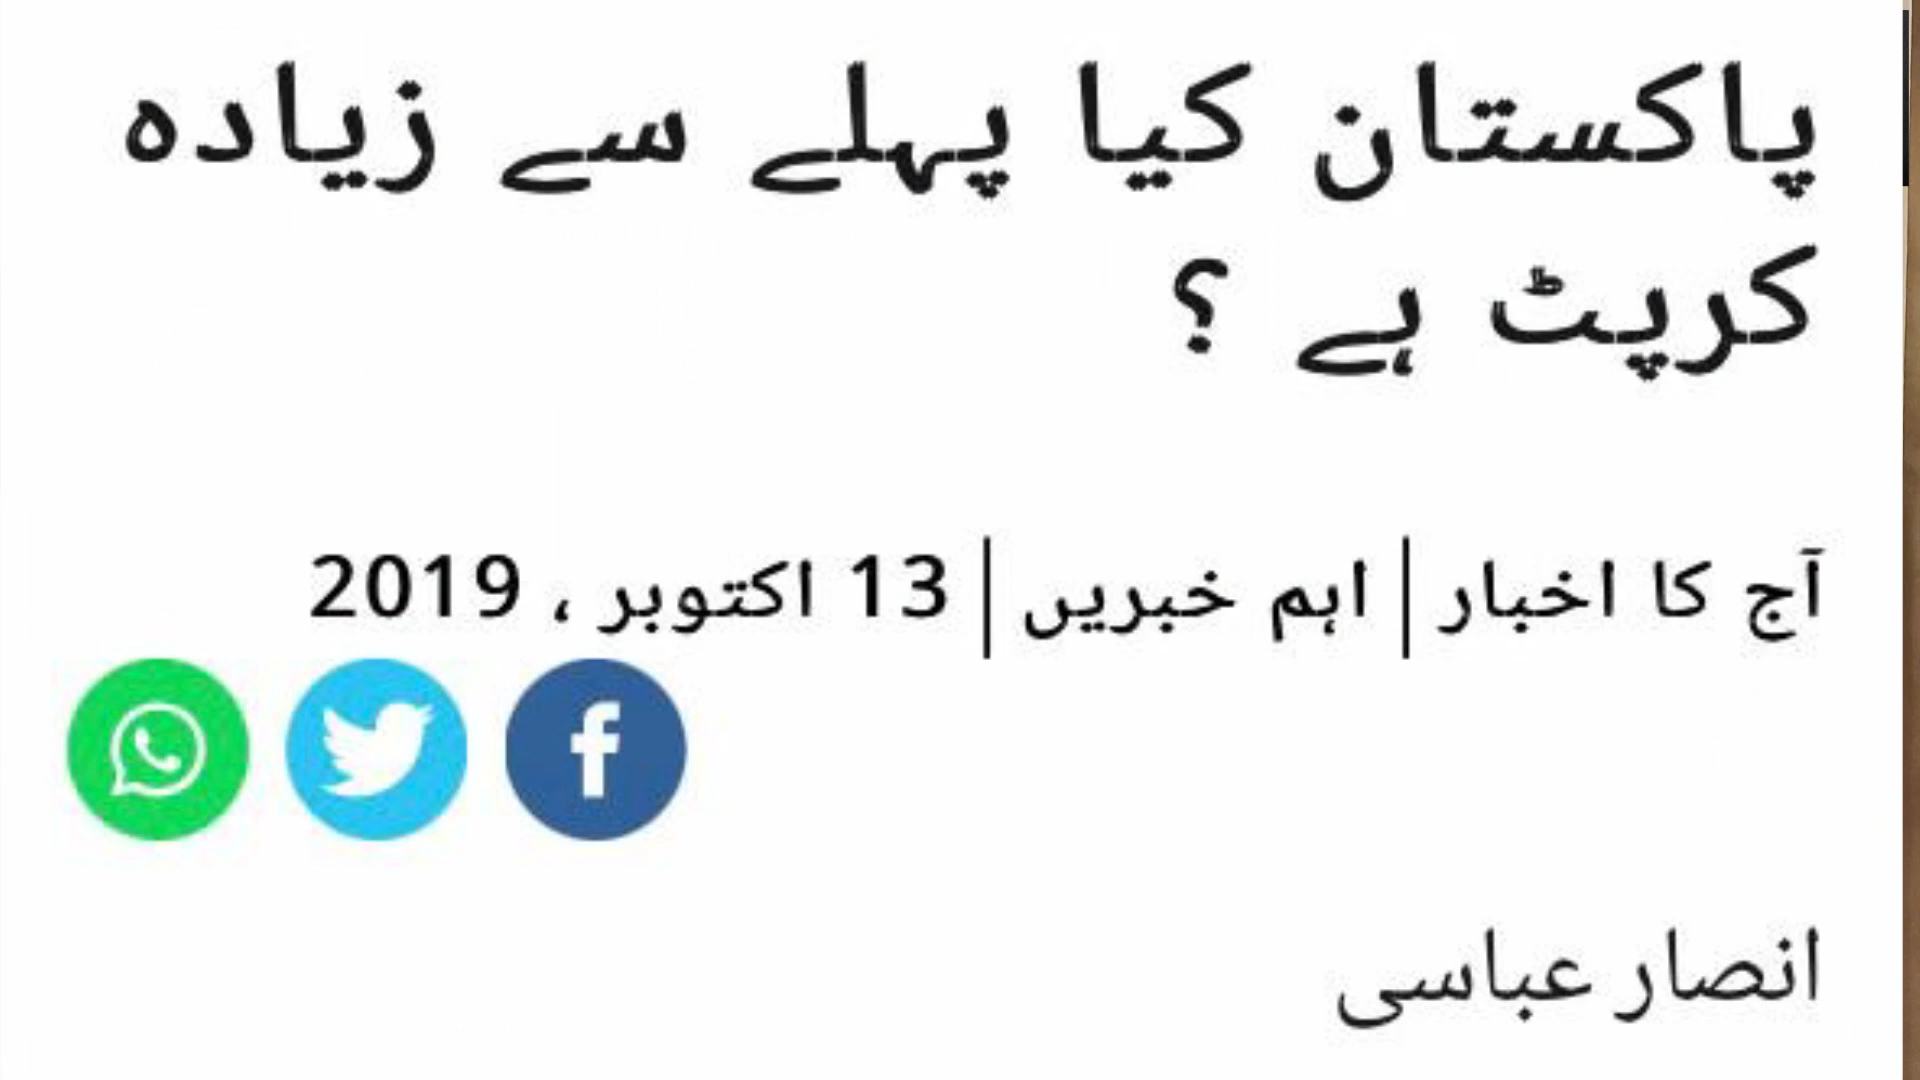 پاکستان کیا پہلے سے زیادہ
کرپٹ ہے ؟
آج کا اخبار | اہم خبریں | 13 اکتوبر ، 2019
انصار عباسی